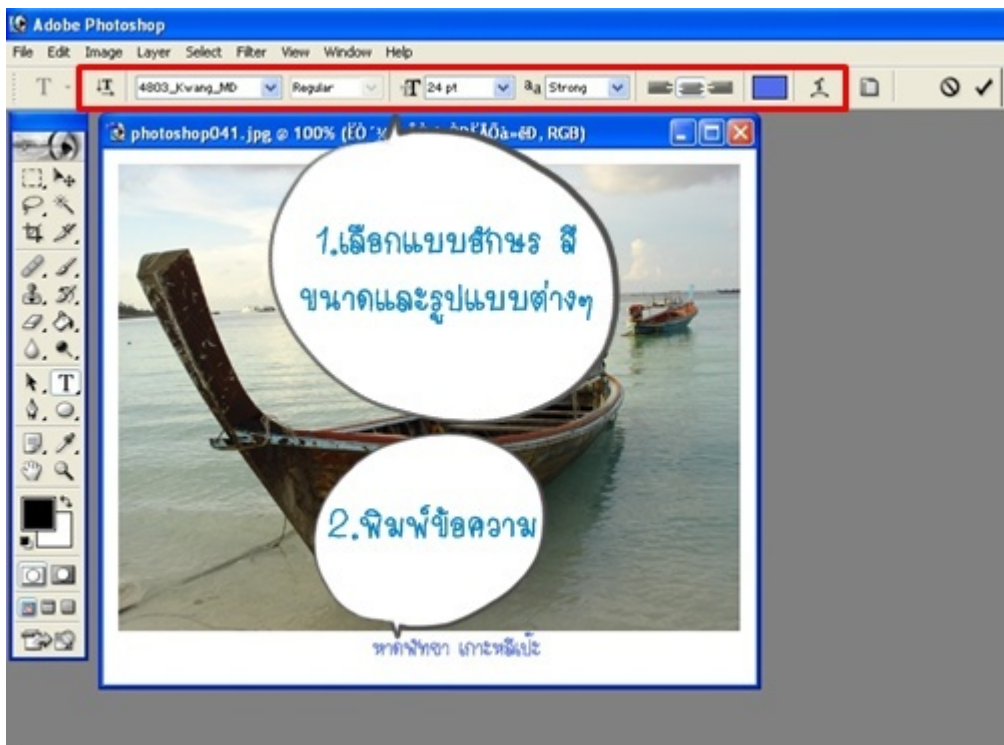 Adobe Photoshop
File Edit Image Layer Select Filter View Window Help
T 4803_Kwang_MD Regular T 24 pt aa Strong
photoshop041.jpg @ 100% RGB)
1.เลือกแบบอักษร สี
ขนาดและรูปแบบต่างๆ
T
2.พิมพ์ข้อความ
หาดพัทยา เกาะหลีเป๊ะ